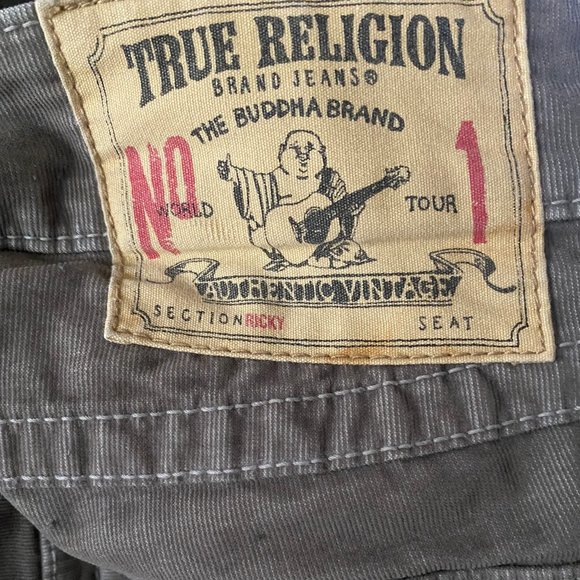 TRUE RELIGION
BRAND JEANS®
THE BUDDHA BRAND
NO 1
WORLD TOUR
AUTHENTIC VINTAGE
SECTION RICKY SEAT